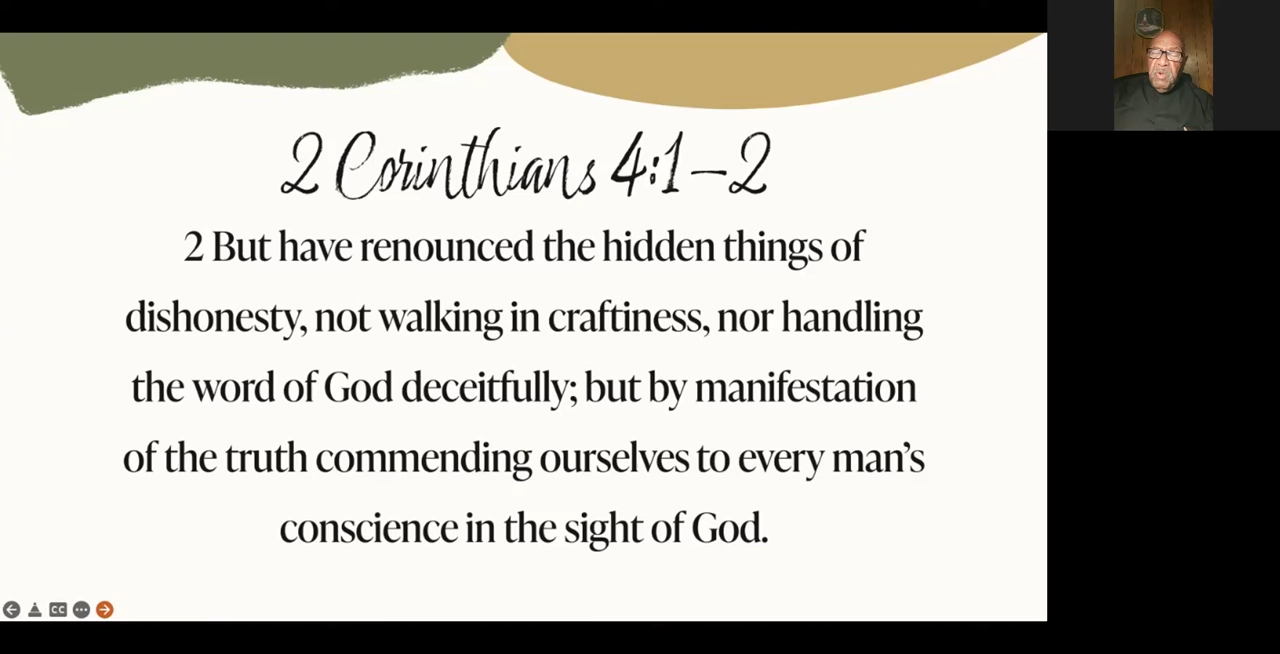 2 Corinthians 4:1–2
2 But have renounced the hidden things of
dishonesty, not walking in craftiness, nor handling
the word of God deceitfully; but by manifestation
of the truth commending ourselves to every man’s
conscience in the sight of God.
CC